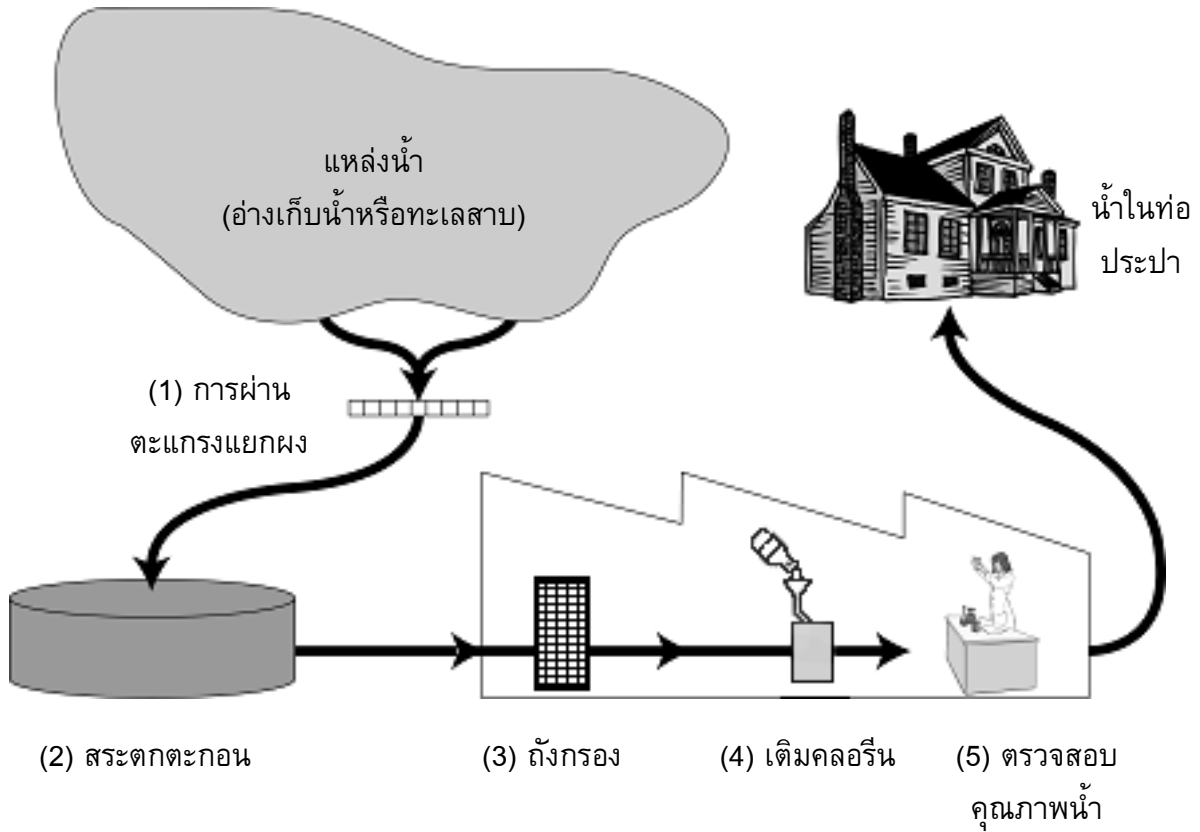 แหล่งน้ำ
(อ่างเก็บน้ำหรือทะเลสาบ)
น้ำในท่อ
ประปา
(1) การผ่าน
ตะแกรงแยกผง
(2) สระตกตะกอน
(3) ถังกรอง
(4) เติมคลอรีน
(5) ตรวจสอบ
คุณภาพน้ำ